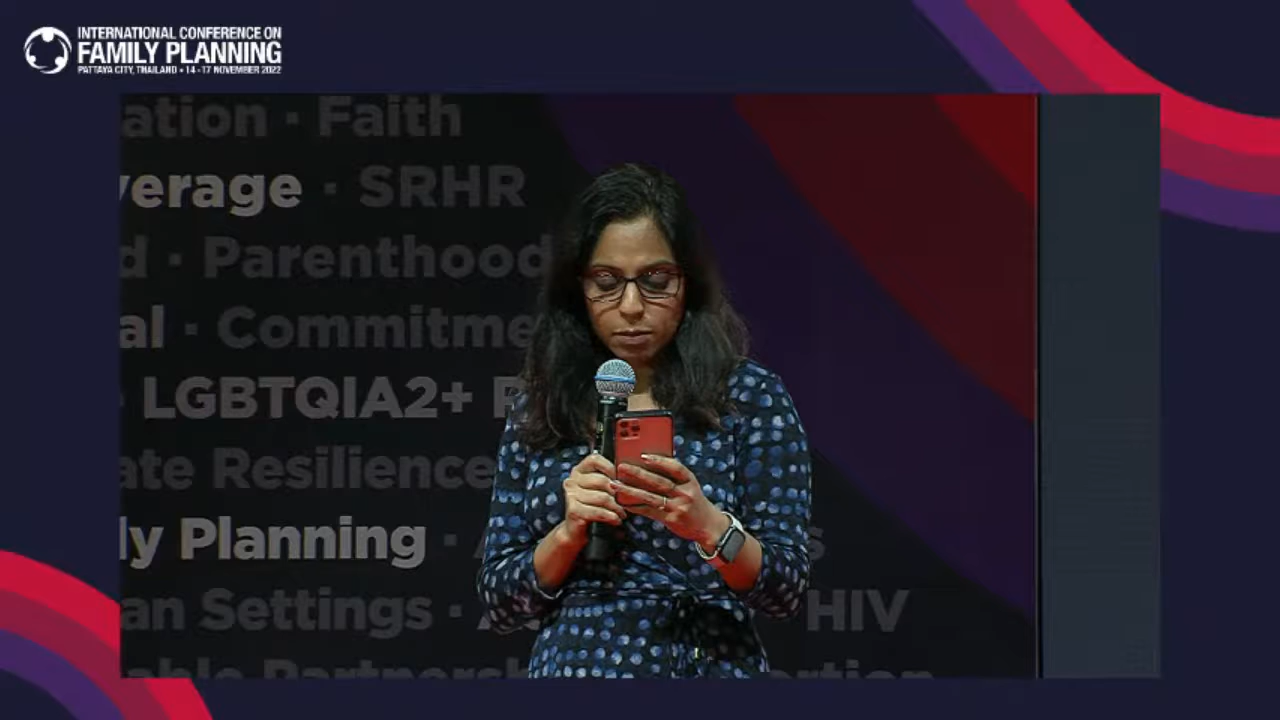 INTERNATIONAL CONFERENCE ON
FAMILY PLANNING
PATTAYA CITY, THAILAND • 14-17 NOVEMBER 2022
ation · Faith
verage · SRHR
d · Parenthood
al · Commitme
· LGBTQIA2+
ate Resilience
ly Planning ·
an Settings · HIV